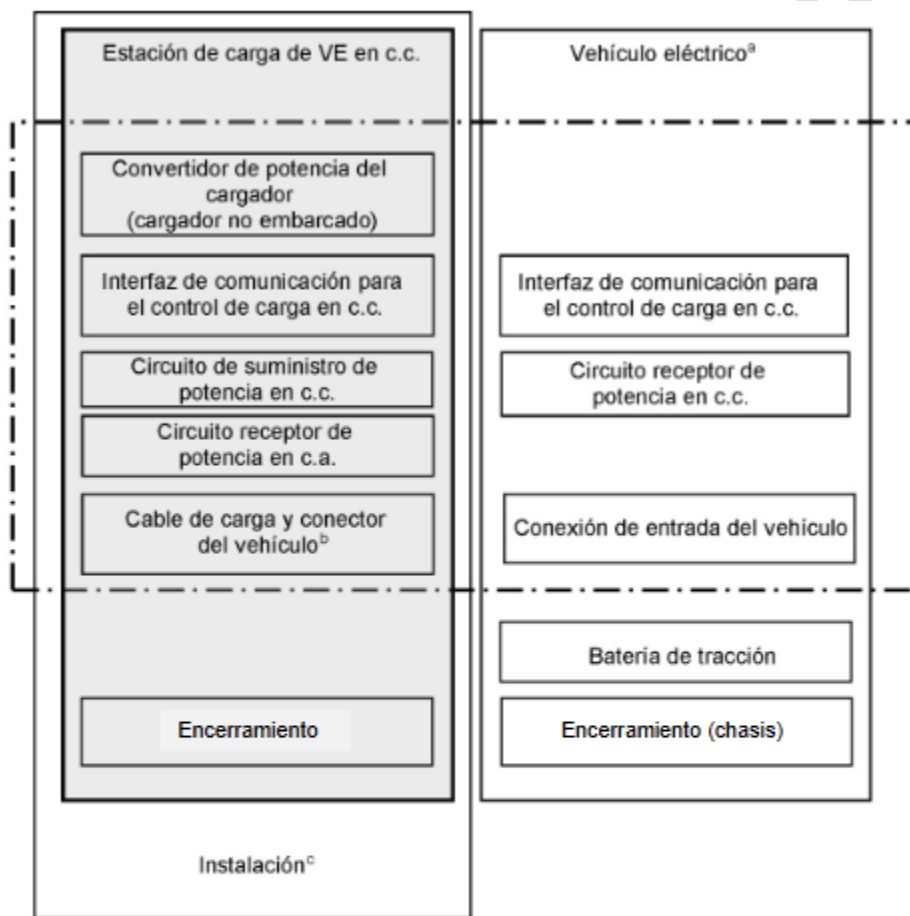 Estación de carga de VE en c.c.
Convertidor de potencia del
cargador
(cargador no embarcado)
Interfaz de comunicación para
el control de carga en c.c.
Circuito de suministro de
potencia en c.c.
Circuito receptor de
potencia en c.a.
Cable de carga y conector
del vehículoᵇ
Encerramiento
Instalaciónᶜ
Vehículo eléctricoᵃ
Interfaz de comunicación para
el control de carga en c.c.
Circuito receptor de
potencia en c.c.
Conexión de entrada del vehículo
Batería de tracción
Encerramiento (chasis)